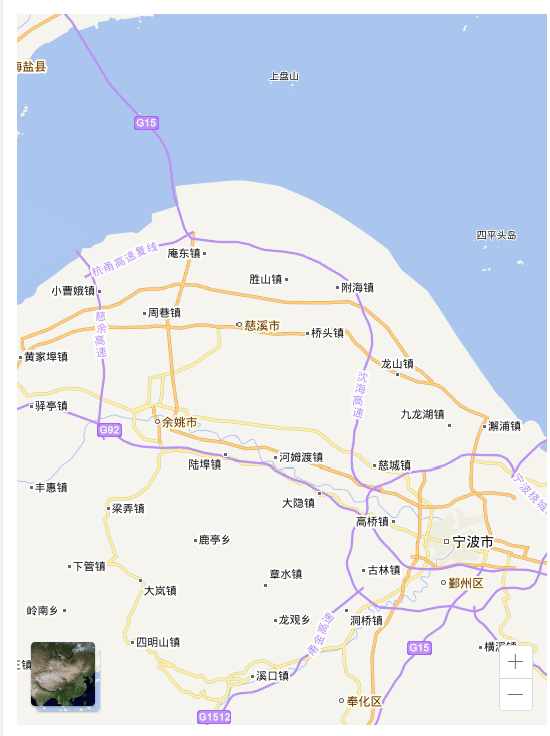 海盐县
上盘山
G15
四平头岛
杭甬高速复线
庵东镇
胜山镇
附海镇
小曹娥镇
周巷镇
慈溪市
桥头镇
慈余高速
黄家埠镇
龙山镇
沈海高速
驿亭镇
九龙湖镇
余姚市
澥浦镇
G92
陆埠镇
河姆渡镇
慈城镇
宁波绕城
丰惠镇
大隐镇
梁弄镇
高桥镇
鹿亭乡
宁波市
下管镇
章水镇
古林镇
鄞州区
大岚镇
岭南乡
龙观乡
洞桥镇
甬金高速
四明山镇
G15
横溪镇
王镇
溪口镇
奉化区
G1512